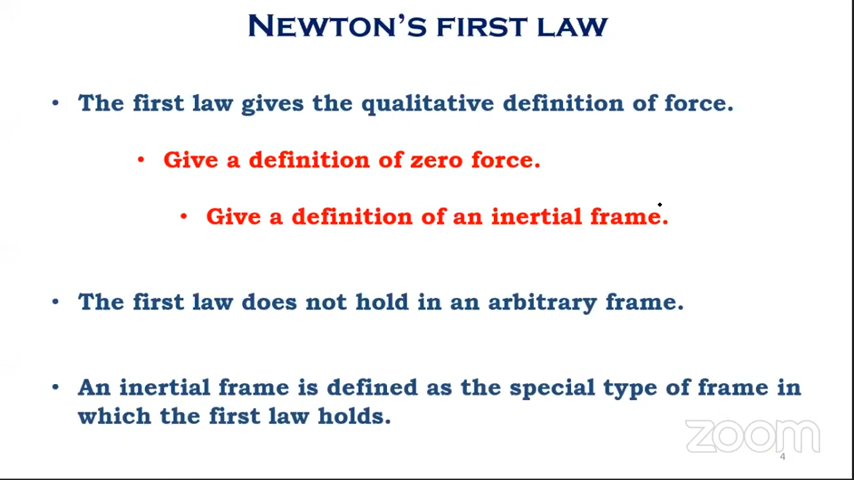 NEWTON'S FIRST LAW
• The first law gives the qualitative definition of force.
• Give a definition of zero force.
• Give a definition of an inertial frame.
• The first law does not hold in an arbitrary frame.
• An inertial frame is defined as the special type of frame in
which the first law holds.
zoom
4